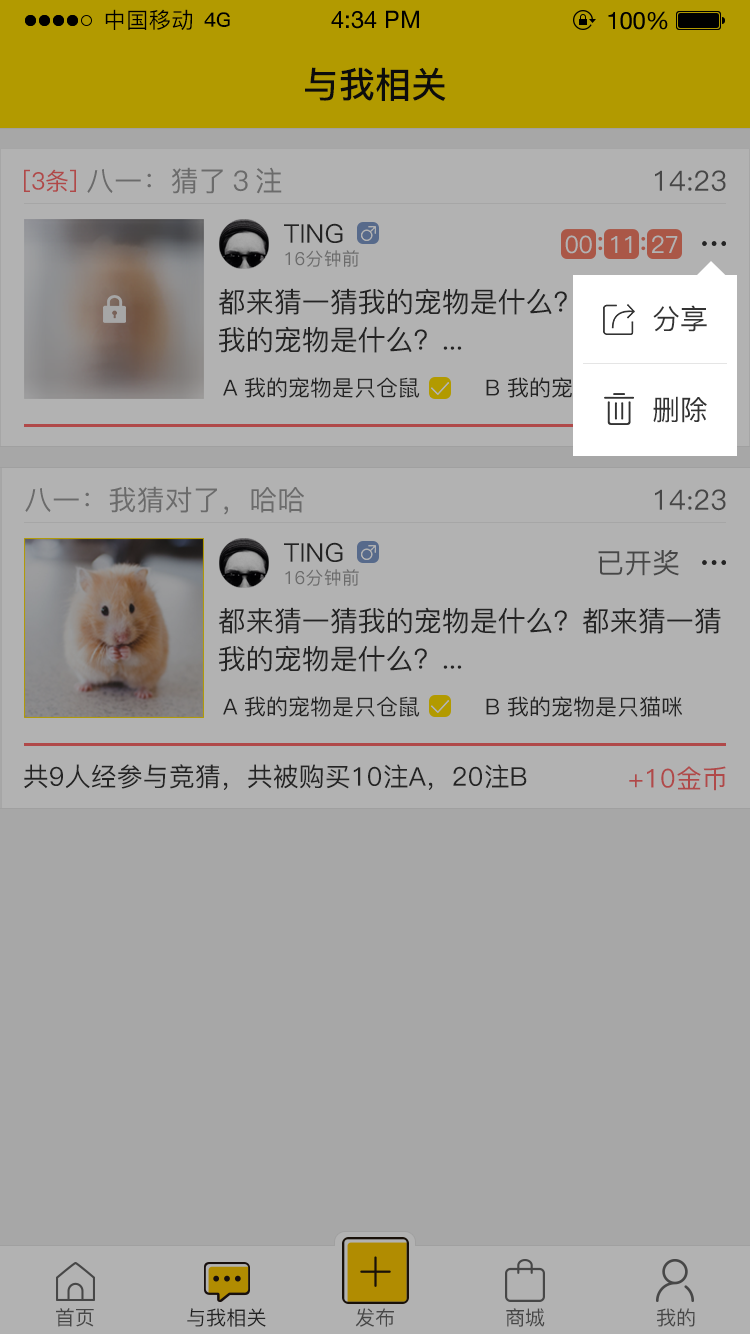 中国移动 4G 4:34 PM 100%
与我相关
[3条] 八一：猜了 3 注 14:23
TING 00:11:27
16分钟前
都来猜一猜我的宠物是什么？
我的宠物是什么？...
A 我的宠物是只仓鼠 B 我的宠
分享
删除
八一：我猜对了，哈哈 14:23
TING 已开奖
16分钟前
都来猜一猜我的宠物是什么？都来猜一猜
我的宠物是什么？...
A 我的宠物是只仓鼠 B 我的宠物是只猫咪
共9人经参与竞猜，共被购买10注A，20注B +10金币
首页 与我相关 发布 商城 我的